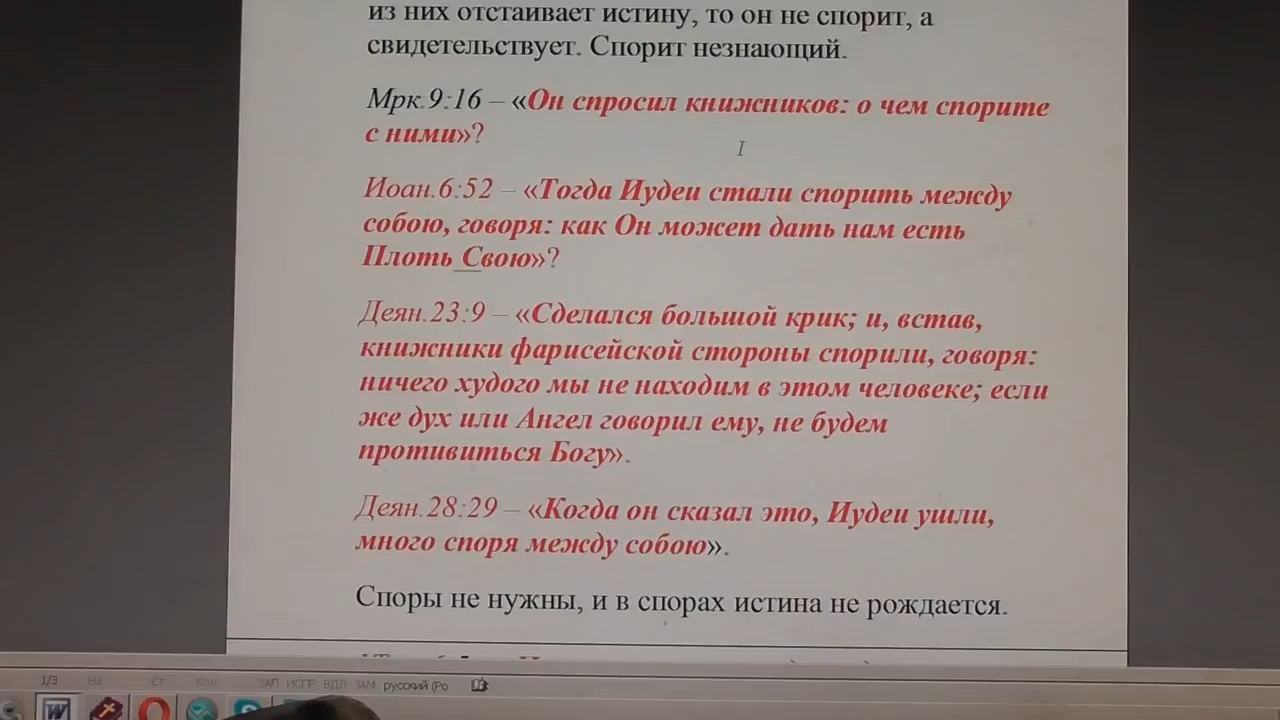 из них отстаивает истину, то он не спорит, а
свидетельствует. Спорит незнающий.
Мрк.9:16 – «Он спросил книжников: о чем спорите
с ними»?
Иоан.6:52 – «Тогда Иудеи стали спорить между
собою, говоря: как Он может дать нам есть
Плоть Свою»?
Деян.23:9 – «Сделался большой крик; и, встав,
книжники фарисейской стороны спорили, говоря:
ничего худого мы не находим в этом человеке; если
же дух или Ангел говорил ему, не будем
противиться Богу».
Деян.28:29 – «Когда он сказал это, Иудеи ушли,
много споря между собою».
Споры не нужны, и в спорах истина не рождается.
1/3 На Ст Кол ЗАП ИСПР ВДЛ ЗАМ русский (Ро